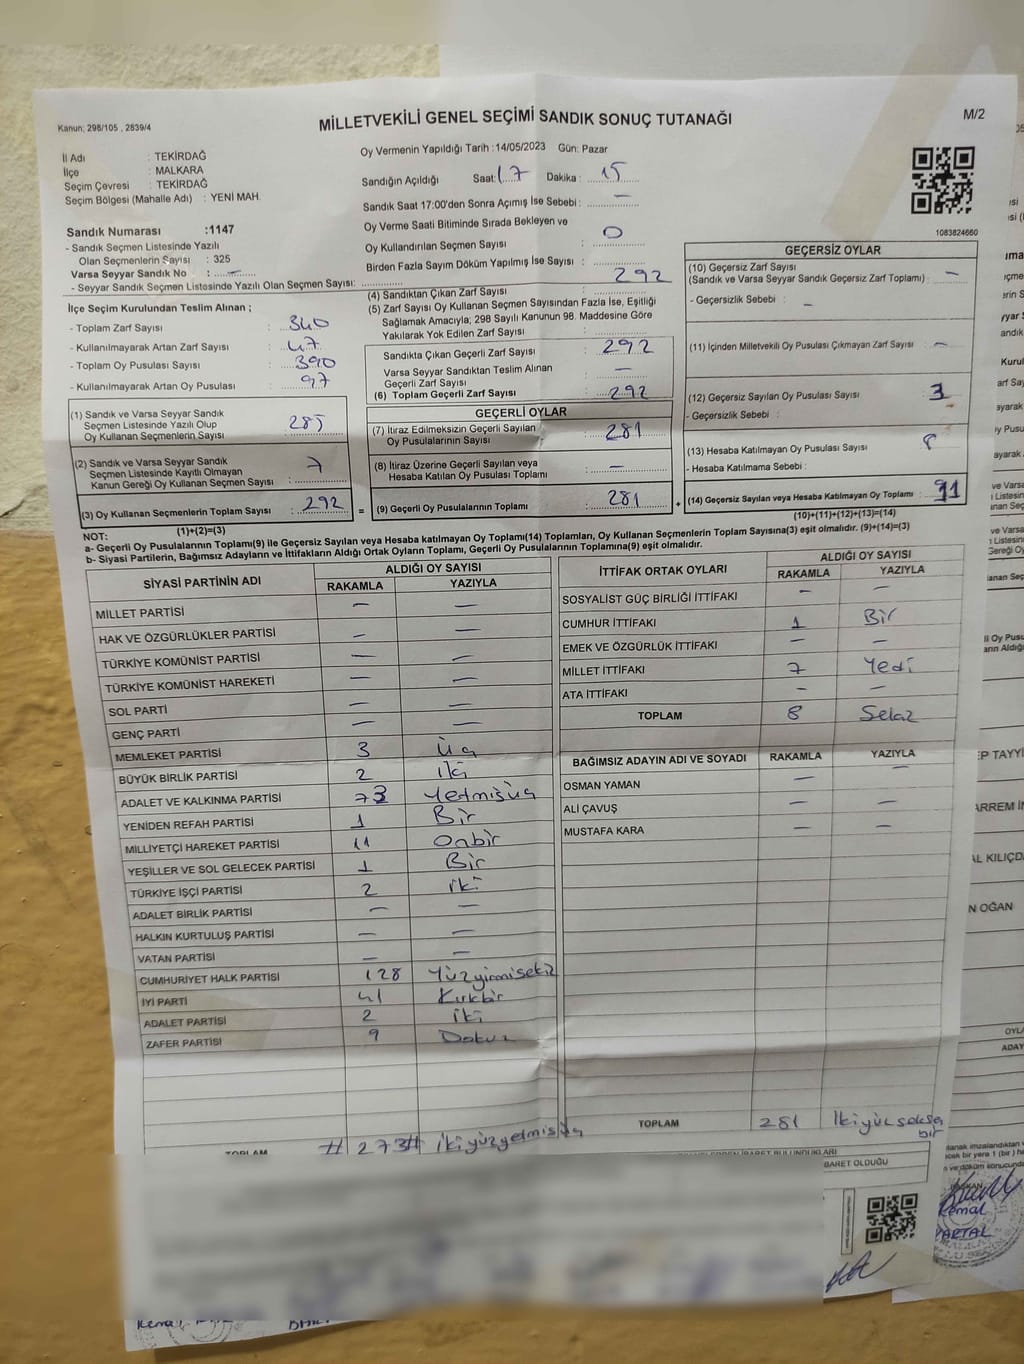 Kanun; 298/105 , 2839/4
MİLLETVEKİLİ GENEL SEÇİMİ SANDIK SONUÇ TUTANAĞI
M/2
İl Adı : TEKİRDAĞ
İlçe : MALKARA
Seçim Çevresi : TEKİRDAĞ
Seçim Bölgesi (Mahalle Adı) : YENİ MAH.
Oy Vermenin Yapıldığı Tarih :14/05/2023 Gün: Pazar
Sandığın Açıldığı Saat: 17 Dakika : 15
Sandık Saat 17:00'den Sonra Açımış İse Sebebi : —
Oy Verme Saati Bitiminde Sırada Bekleyen ve
Oy Kullandırılan Seçmen Sayısı : 0
Birden Fazla Sayım Döküm Yapılmış İse Sayısı :
1083824660
Sandık Numarası :1147
- Sandık Seçmen Listesinde Yazılı
Olan Seçmenlerin Sayısı : 325
Varsa Seyyar Sandık No : —
- Seyyar Sandık Seçmen Listesinde Yazılı Olan Seçmen Sayısı:
İlçe Seçim Kurulundan Teslim Alınan ;
- Toplam Zarf Sayısı : 340
- Kullanılmayarak Artan Zarf Sayısı : 47
- Toplam Oy Pusulası Sayısı : 390
- Kullanılmayarak Artan Oy Pusulası : 97
(4) Sandıktan Çıkan Zarf Sayısı : 292
(5) Zarf Sayısı Oy Kullanan Seçmen Sayısından Fazla İse, Eşitliği
Sağlamak Amacıyla; 298 Sayılı Kanunun 98. Maddesine Göre
Yakılarak Yok Edilen Zarf Sayısı :
Sandıkta Çıkan Geçerli Zarf Sayısı : 292
Varsa Seyyar Sandıktan Teslim Alınan
Geçerli Zarf Sayısı : —
(6) Toplam Geçerli Zarf Sayısı : 292
GEÇERSİZ OYLAR
(10) Geçersiz Zarf Sayısı
(Sandık ve Varsa Seyyar Sandık Geçersiz Zarf Toplamı) : —
- Geçersizlik Sebebi : —
(11) İçinden Milletvekili Oy Pusulası Çıkmayan Zarf Sayısı : —
(12) Geçersiz Sayılan Oy Pusulası Sayısı : 3
- Geçersizlik Sebebi :
(13) Hesaba Katılmayan Oy Pusulası Sayısı : 8
- Hesaba Katılmama Sebebi :
(14) Geçersiz Sayılan veya Hesaba Katılmayan Oy Toplamı : 11
(10)+(11)+(12)+(13)=(14)
(1) Sandık ve Varsa Seyyar Sandık
Seçmen Listesinde Yazılı Olup
Oy Kullanan Seçmenlerin Sayısı : 285
(2) Sandık ve Varsa Seyyar Sandık
Seçmen Listesinde Kayıtlı Olmayan
Kanun Gereği Oy Kullanan Seçmen Sayısı : 7
(3) Oy Kullanan Seçmenlerin Toplam Sayısı : 292 =
(1)+(2)=(3)
GEÇERLİ OYLAR
(7) İtiraz Edilmeksizin Geçerli Sayılan
Oy Pusulalarının Sayısı : 281
(8) İtiraz Üzerine Geçerli Sayılan veya
Hesaba Katılan Oy Pusulası Toplamı : —
(9) Geçerli Oy Pusulalarının Toplamı : 281 +
NOT:
a- Geçerli Oy Pusulalarının Toplamı(9) ile Geçersiz Sayılan veya Hesaba katılmayan Oy Toplamı(14) Toplamları, Oy Kullanan Seçmenlerin Toplam Sayısına(3) eşit olmalıdır. (9)+(14)=(3)
b- Siyasi Partilerin, Bağımsız Adayların ve İttifakların Aldığı Ortak Oyların Toplamı, Geçerli Oy Pusulalarının Toplamına(9) eşit olmalıdır.
SİYASİ PARTİNİN ADI ALDIĞI OY SAYISI
RAKAMLA YAZIYLA
MİLLET PARTİSİ — —
HAK VE ÖZGÜRLÜKLER PARTİSİ — —
TÜRKİYE KOMÜNİST PARTİSİ — —
TÜRKİYE KOMÜNİST HAREKETİ — —
SOL PARTİ — —
GENÇ PARTİ — —
MEMLEKET PARTİSİ 3 Üç
BÜYÜK BİRLİK PARTİSİ 2 iki
ADALET VE KALKINMA PARTİSİ 73 Yetmişüç
YENİDEN REFAH PARTİSİ 1 Bir
MİLLİYETÇİ HAREKET PARTİSİ 11 Onbir
YEŞİLLER VE SOL GELECEK PARTİSİ 1 Bir
TÜRKİYE İŞÇİ PARTİSİ 2 iki
ADALET BİRLİK PARTİSİ — —
HALKIN KURTULUŞ PARTİSİ — —
VATAN PARTİSİ — —
CUMHURİYET HALK PARTİSİ 128 Yüzyirmisekiz
İYİ PARTİ 41 Kırkbir
ADALET PARTİSİ 2 iki
ZAFER PARTİSİ 9 Dokuz
TOPLAM # 273# ikiyüzyetmişüç
İTTİFAK ORTAK OYLARI ALDIĞI OY SAYISI
RAKAMLA YAZIYLA
SOSYALİST GÜÇ BİRLİĞİ İTTİFAKI — —
CUMHUR İTTİFAKI 1 Bir
EMEK VE ÖZGÜRLÜK İTTİFAKI — —
MİLLET İTTİFAKI 7 Yedi
ATA İTTİFAKI — —
TOPLAM 8 Sekiz
BAĞIMSIZ ADAYIN ADI VE SOYADI RAKAMLA YAZIYLA
OSMAN YAMAN — —
ALİ ÇAVUŞ — —
MUSTAFA KARA — —
TOPLAM 281 ikiyüzseksen
bir
BARET OLDUĞU
EP TAYYİ
ARREM İN
AL KILIÇD
N OĞAN
OYLA
ADAY
Kemal
PARTAL
Kemal